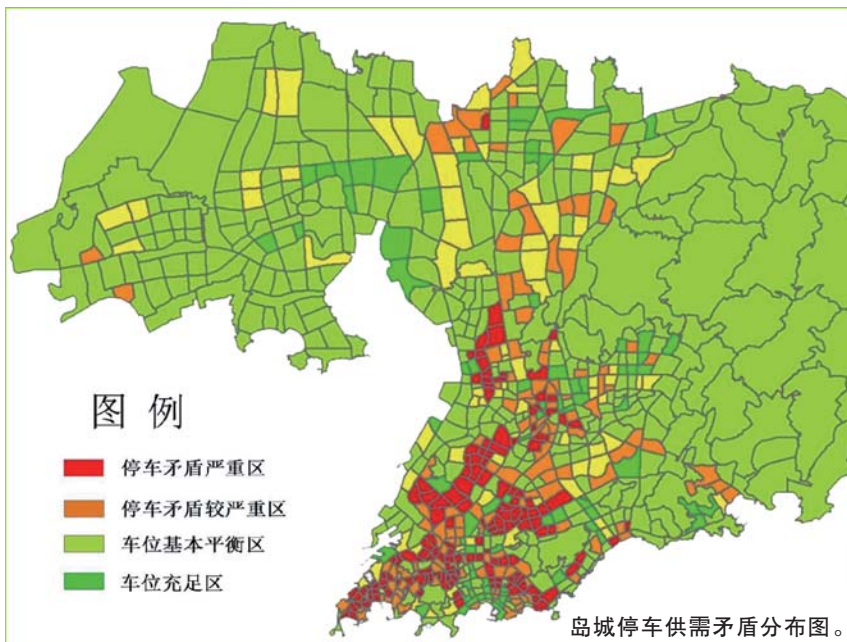 图例
停车矛盾严重区
停车矛盾较严重区
车位基本平衡区
车位充足区
岛城停车供需矛盾分布图。